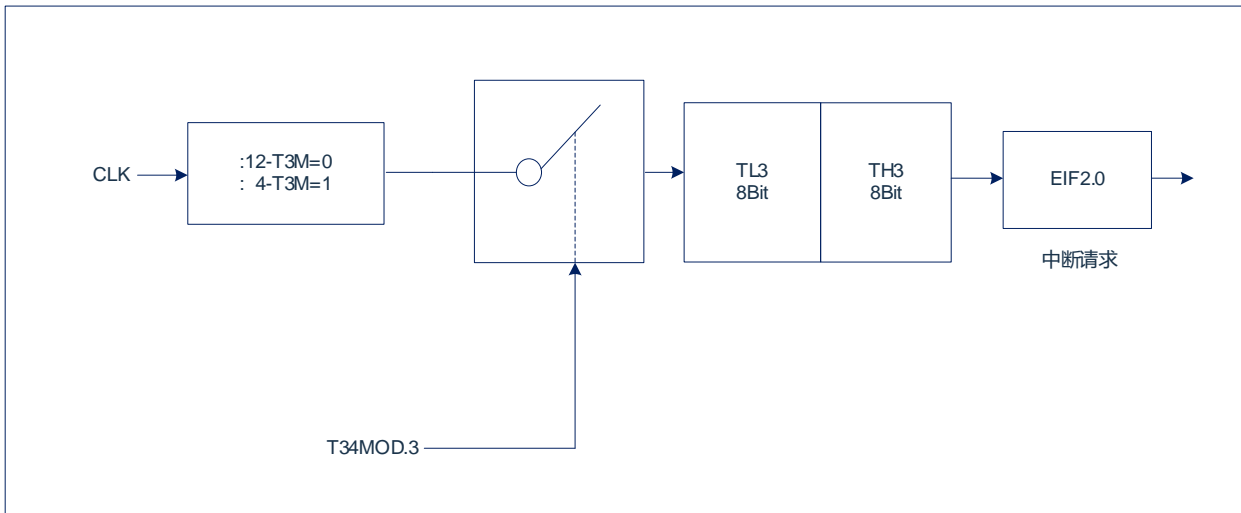 CLK
:12-T3M=0
: 4-T3M=1
TL3
8Bit
TH3
8Bit
EIF2.0
中断请求
T34MOD.3